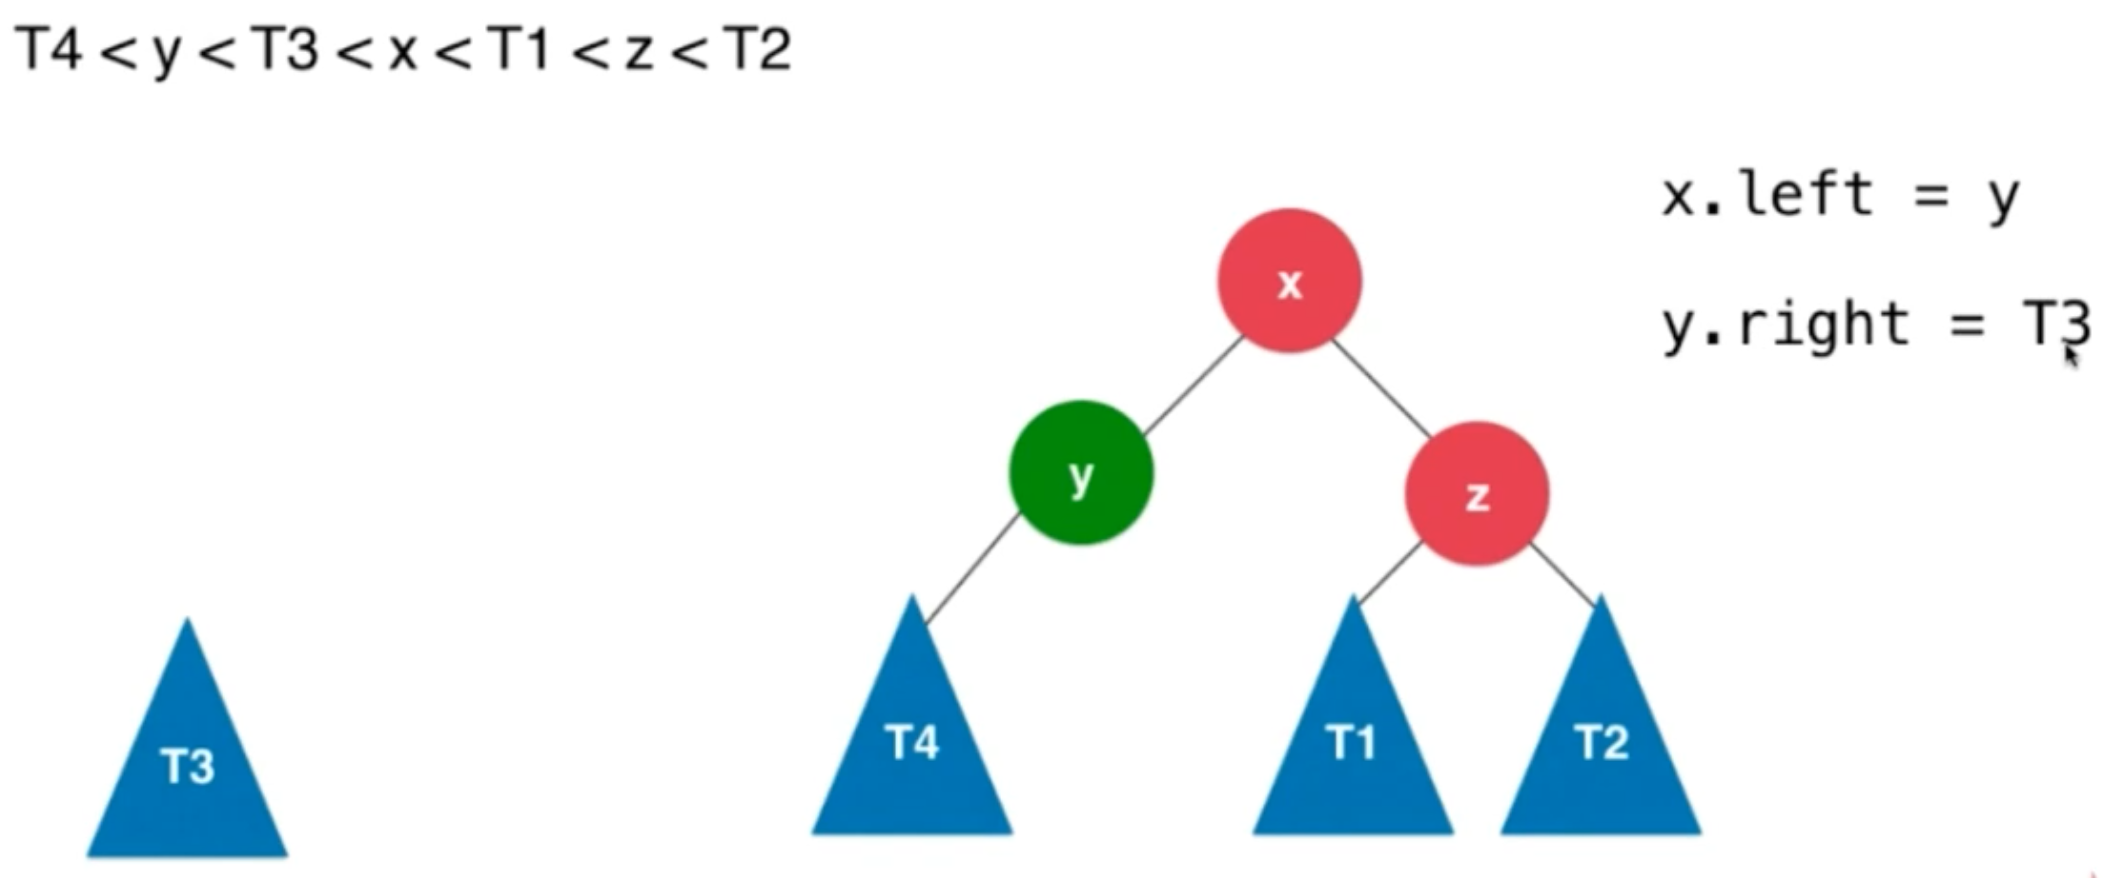 T4 < y < T3 < x < T1 < z < T2
x.left = y
y.right = T3
x
y
z
T4
T1
T2
T3